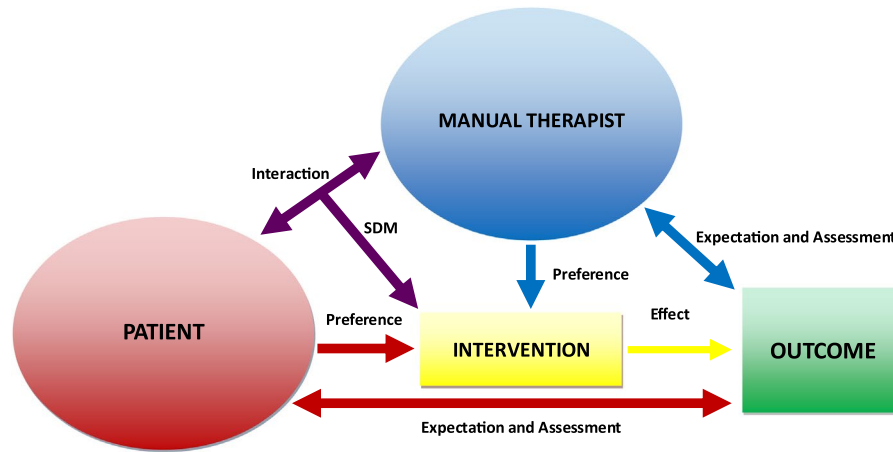 MANUAL THERAPIST
Interaction
SDM
Expectation and Assessment
Preference
Preference
Effect
PATIENT
INTERVENTION
OUTCOME
Expectation and Assessment